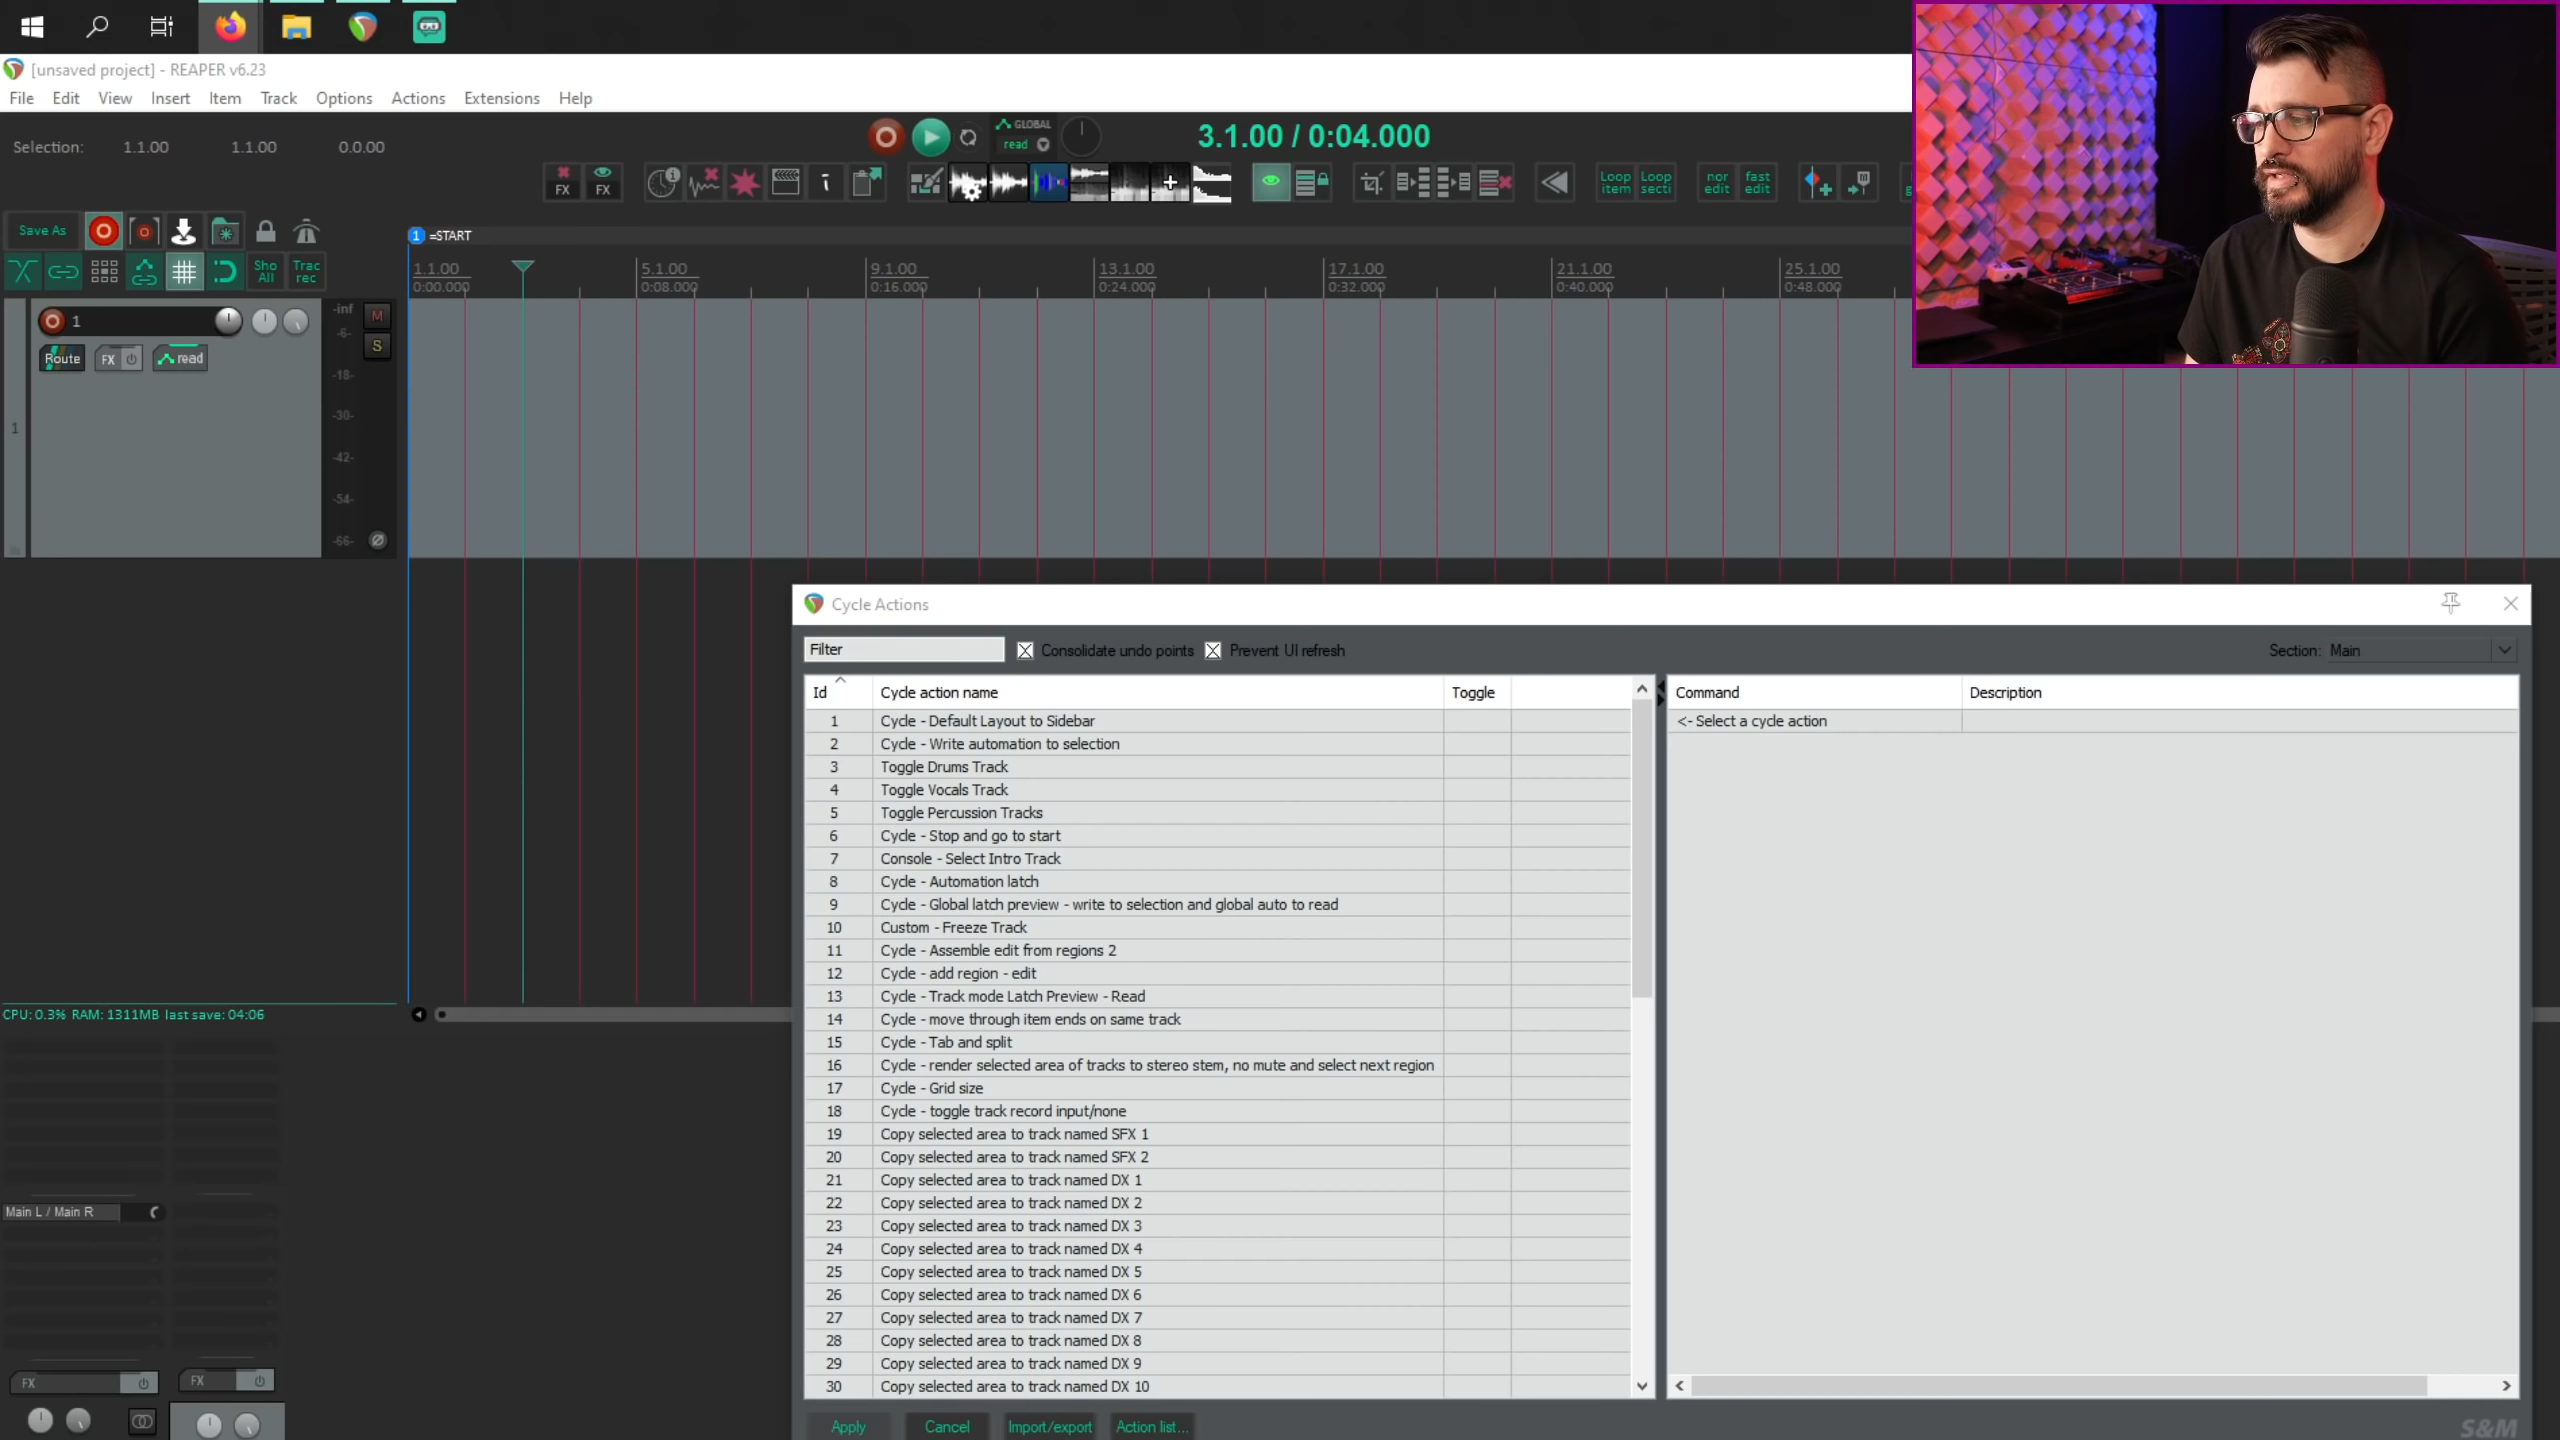 [unsaved project] - REAPER v6.23
File Edit View Insert Item Track Options Actions Extensions Help
Selection: 1.1.00 1.1.00 0.0.00
GLOBAL
read
3.1.00 / 0:04.000
FX FX
Loop item
Loop secti
nor edit
fast edit
Save As
Sho All
Trac rec
1 =START
1.1.00 5.1.00 9.1.00 13.1.00 17.1.00 21.1.00 25.1.00
0:00.000 0:08.000 0:16.000 0:24.000 0:32.000 0:40.000 0:48.000
1
Route FX read
-inf
-6-
-18-
-30-
-42-
-54-
-66-
M
S
1
CPU: 0.3% RAM: 1311MB last save: 04:06
Main L / Main R
FX FX
Cycle Actions
Filter Consolidate undo points Prevent UI refresh Section: Main
Id Cycle action name Toggle Command Description
<- Select a cycle action
1 Cycle - Default Layout to Sidebar
2 Cycle - Write automation to selection
3 Toggle Drums Track
4 Toggle Vocals Track
5 Toggle Percussion Tracks
6 Cycle - Stop and go to start
7 Console - Select Intro Track
8 Cycle - Automation latch
9 Cycle - Global latch preview - write to selection and global auto to read
10 Custom - Freeze Track
11 Cycle - Assemble edit from regions 2
12 Cycle - add region - edit
13 Cycle - Track mode Latch Preview - Read
14 Cycle - move through item ends on same track
15 Cycle - Tab and split
16 Cycle - render selected area of tracks to stereo stem, no mute and select next region
17 Cycle - Grid size
18 Cycle - toggle track record input/none
19 Copy selected area to track named SFX 1
20 Copy selected area to track named SFX 2
21 Copy selected area to track named DX 1
22 Copy selected area to track named DX 2
23 Copy selected area to track named DX 3
24 Copy selected area to track named DX 4
25 Copy selected area to track named DX 5
26 Copy selected area to track named DX 6
27 Copy selected area to track named DX 7
28 Copy selected area to track named DX 8
29 Copy selected area to track named DX 9
30 Copy selected area to track named DX 10
Apply Cancel Import/export Action list...
S&M